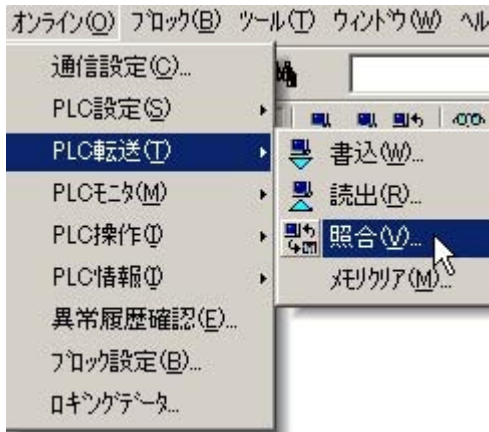 オンライン(O) ブロック(B) ツール(T) ウィンドウ(W) ヘル
通信設定(C)...
PLC設定(S)
PLC転送(T)
書込(W)...
読出(R)...
PLCモニタ(M)
照合(V)...
PLC操作(I)
メモリクリア(M)...
PLC情報(I)
異常履歴確認(E)...
ブロック設定(B)...
ロギングデータ...